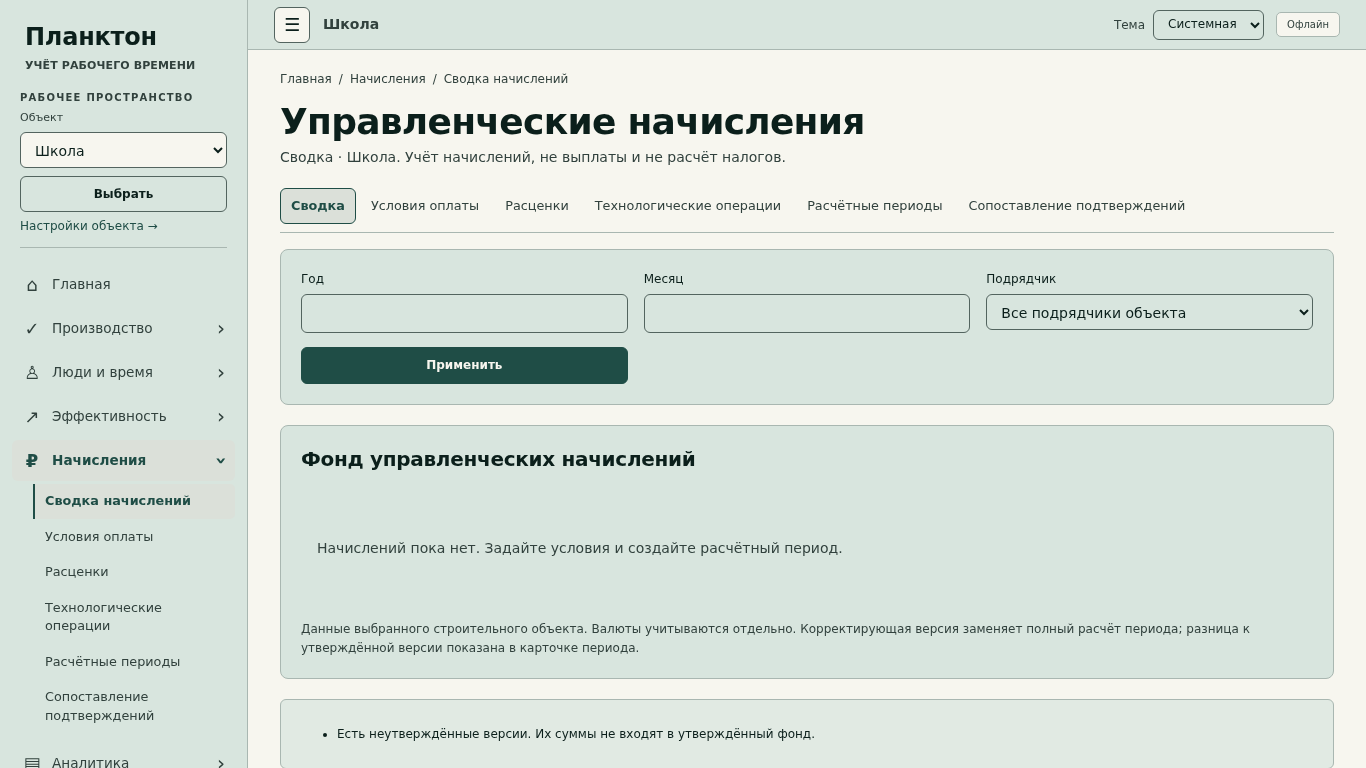 Планктон
УЧЁТ РАБОЧЕГО ВРЕМЕНИ
РАБОЧЕЕ ПРОСТРАНСТВО
Объект
Школа
Выбрать
Настройки объекта →
Главная
Производство
Люди и время
Эффективность
Начисления
Сводка начислений
Условия оплаты
Расценки
Технологические
операции
Расчётные периоды
Сопоставление
подтверждений
Аналитика
Школа
Тема
Системная
Офлайн
Главная / Начисления / Сводка начислений
Управленческие начисления
Сводка · Школа. Учёт начислений, не выплаты и не расчёт налогов.
Сводка Условия оплаты Расценки Технологические операции Расчётные периоды Сопоставление подтверждений
Год
Месяц
Подрядчик
Все подрядчики объекта
Применить
Фонд управленческих начислений
Начислений пока нет. Задайте условия и создайте расчётный период.
Данные выбранного строительного объекта. Валюты учитываются отдельно. Корректирующая версия заменяет полный расчёт периода; разница к
утверждённой версии показана в карточке периода.
• Есть неутверждённые версии. Их суммы не входят в утверждённый фонд.